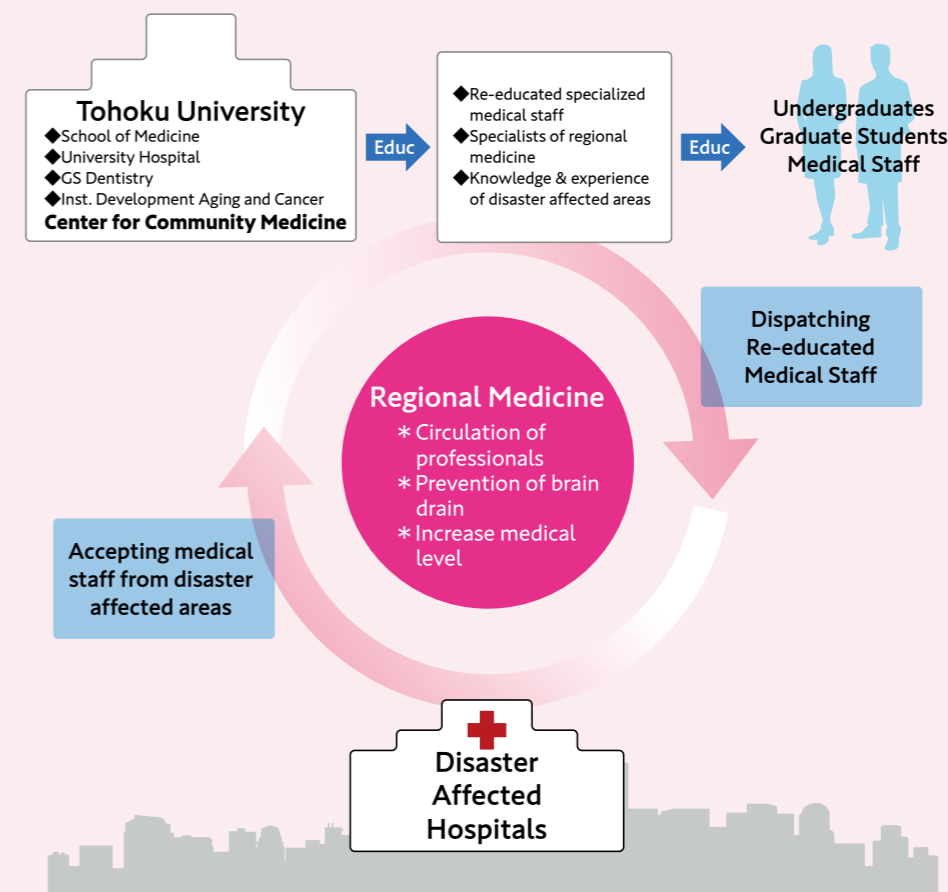 Tohoku University
◆School of Medicine
◆University Hospital
◆GS Dentistry
◆Inst. Development Aging and Cancer
Center for Community Medicine
Educ
◆Re-educated specialized
medical staff
◆Specialists of regional
medicine
◆Knowledge & experience
of disaster affected areas
Educ
Undergraduates
Graduate Students
Medical Staff
Dispatching
Re-educated
Medical Staff
Regional Medicine
＊Circulation of
professionals
＊Prevention of brain
drain
＊Increase medical
level
Accepting medical
staff from disaster
affected areas
Disaster
Affected
Hospitals